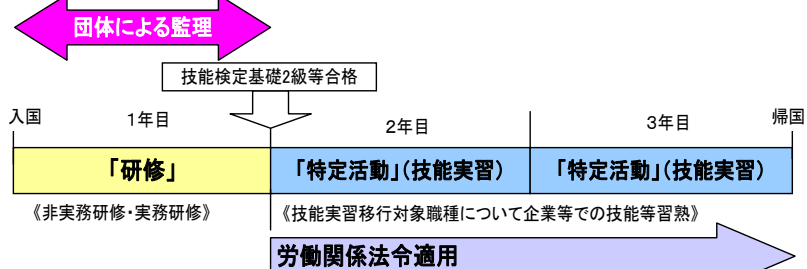 団体による監理
技能検定基礎2級等合格
入国
1年目
2年目
3年目
帰国
「研修」
「特定活動」(技能実習)
「特定活動」(技能実習)
《非実務研修・実務研修》
《技能実習移行対象職種について企業等での技能等習熟》
労働関係法令適用